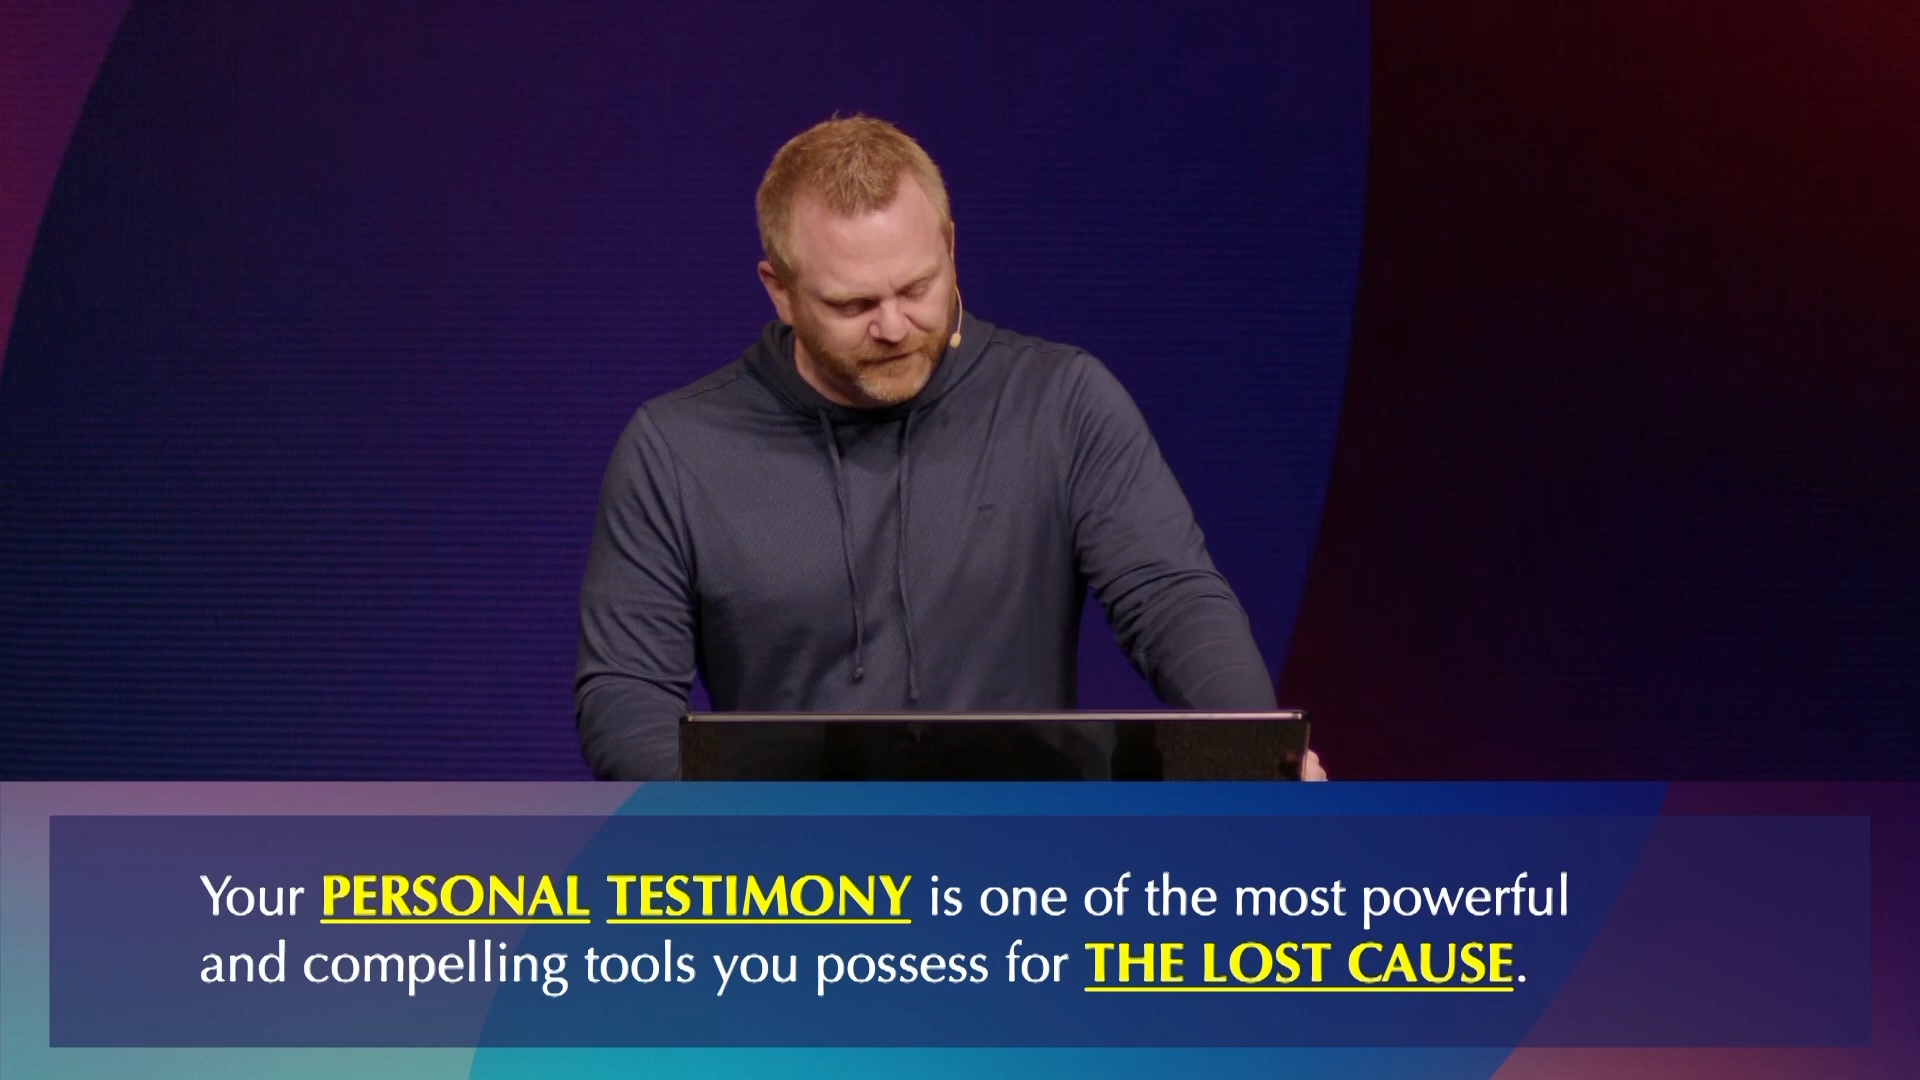 Your PERSONAL TESTIMONY is one of the most powerful
and compelling tools you possess for THE LOST CAUSE.